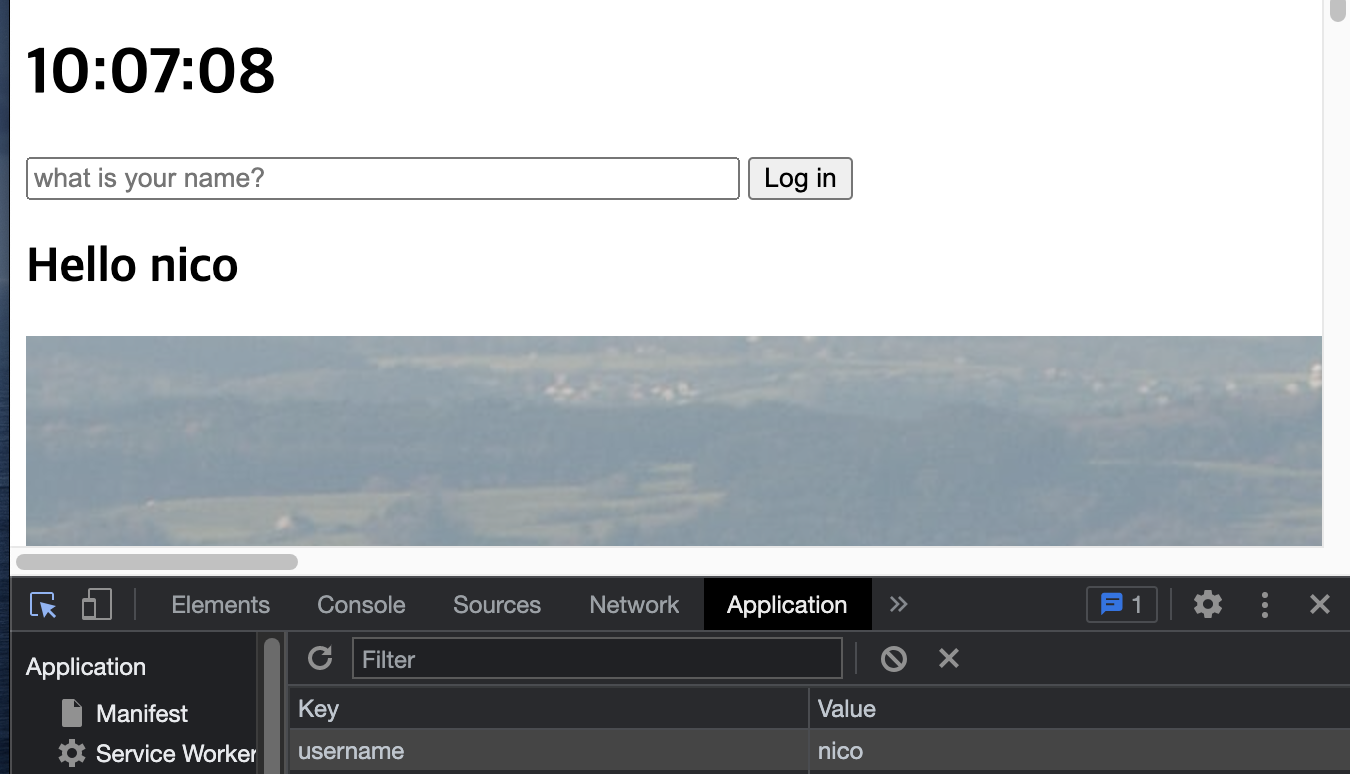 10:07:08
what is your name? Log in
Hello nico
Elements Console Sources Network Application 1
Application Filter
Key Value
Manifest
username nico
Service Worker